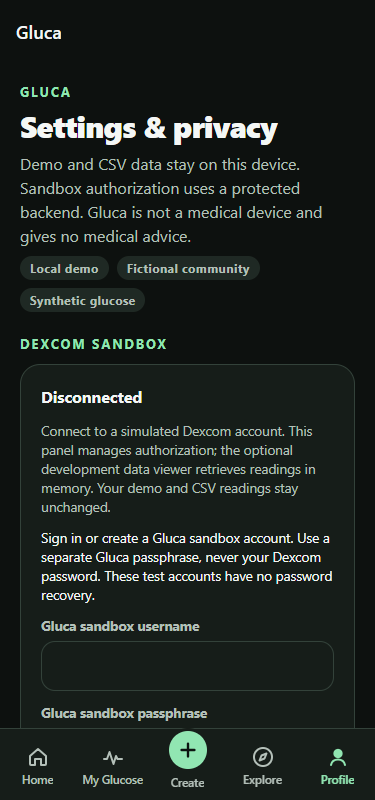 Gluca
GLUCA
Settings & privacy
Demo and CSV data stay on this device.
Sandbox authorization uses a protected
backend. Gluca is not a medical device and
gives no medical advice.
Local demo
Fictional community
Synthetic glucose
DEXCOM SANDBOX
Disconnected
Connect to a simulated Dexcom account. This
panel manages authorization; the optional
development data viewer retrieves readings in
memory. Your demo and CSV readings stay
unchanged.
Sign in or create a Gluca sandbox account. Use a
separate Gluca passphrase, never your Dexcom
password. These test accounts have no password
recovery.
Gluca sandbox username
Gluca sandbox passphrase
Home
My Glucose
Create
Explore
Profile